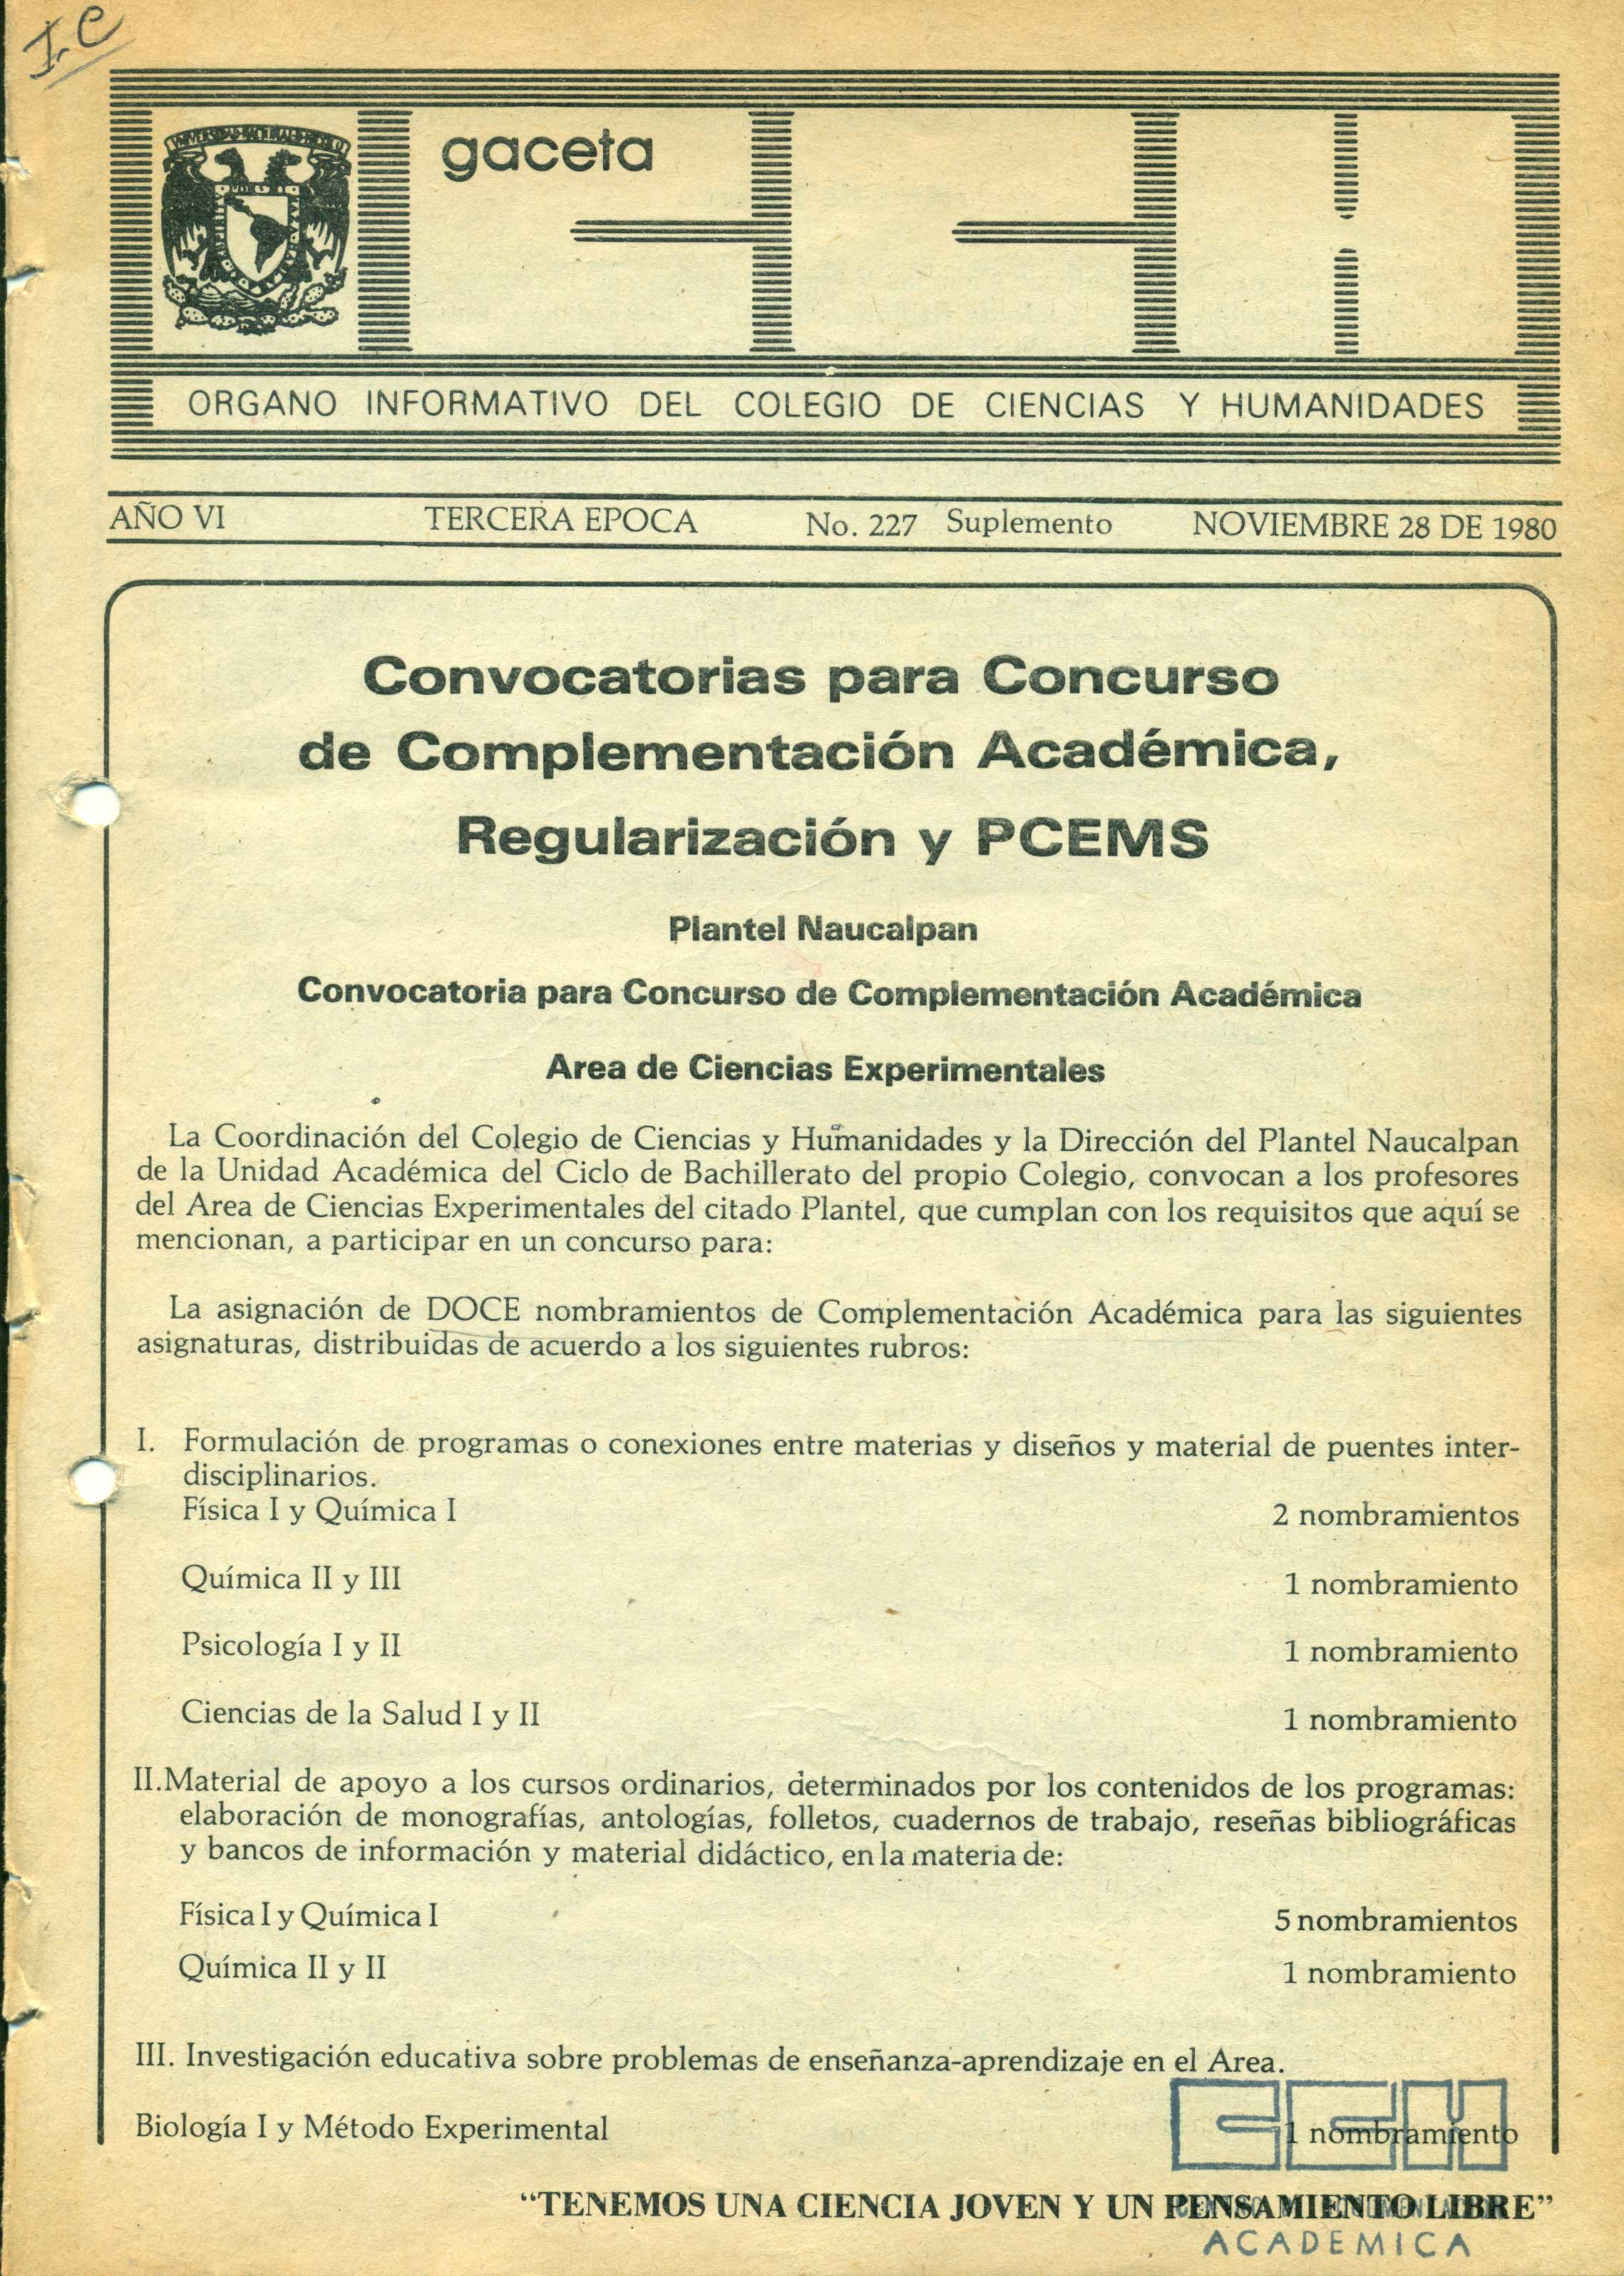 I.C
UNIVERSIDAD NACIONAL DE MEXICO
gaceta
CCH
ORGANO INFORMATIVO DEL COLEGIO DE CIENCIAS Y HUMANIDADES
AÑO VI TERCERA EPOCA No. 227 Suplemento NOVIEMBRE 28 DE 1980
Convocatorias para Concurso
de Complementación Académica,
Regularización y PCEMS
Plantel Naucalpan
Convocatoria para Concurso de Complementación Académica
Area de Ciencias Experimentales
La Coordinación del Colegio de Ciencias y Humanidades y la Dirección del Plantel Naucalpan
de la Unidad Académica del Ciclo de Bachillerato del propio Colegio, convocan a los profesores
del Area de Ciencias Experimentales del citado Plantel, que cumplan con los requisitos que aquí se
mencionan, a participar en un concurso para:
La asignación de DOCE nombramientos de Complementación Académica para las siguientes
asignaturas, distribuidas de acuerdo a los siguientes rubros:
I. Formulación de programas o conexiones entre materias y diseños y material de puentes inter-
disciplinarios.
Física I y Química I 2 nombramientos
Química II y III 1 nombramiento
Psicología I y II 1 nombramiento
Ciencias de la Salud I y II 1 nombramiento
II.Material de apoyo a los cursos ordinarios, determinados por los contenidos de los programas:
elaboración de monografías, antologías, folletos, cuadernos de trabajo, reseñas bibliográficas
y bancos de información y material didáctico, en la materia de:
Física I y Química I 5 nombramientos
Química II y II 1 nombramiento
III. Investigación educativa sobre problemas de enseñanza-aprendizaje en el Area.
Biología I y Método Experimental 1 nombramiento
CCH
“TENEMOS UNA CIENCIA JOVEN Y UN PENSAMIENTO LIBRE”
ACADEMICA